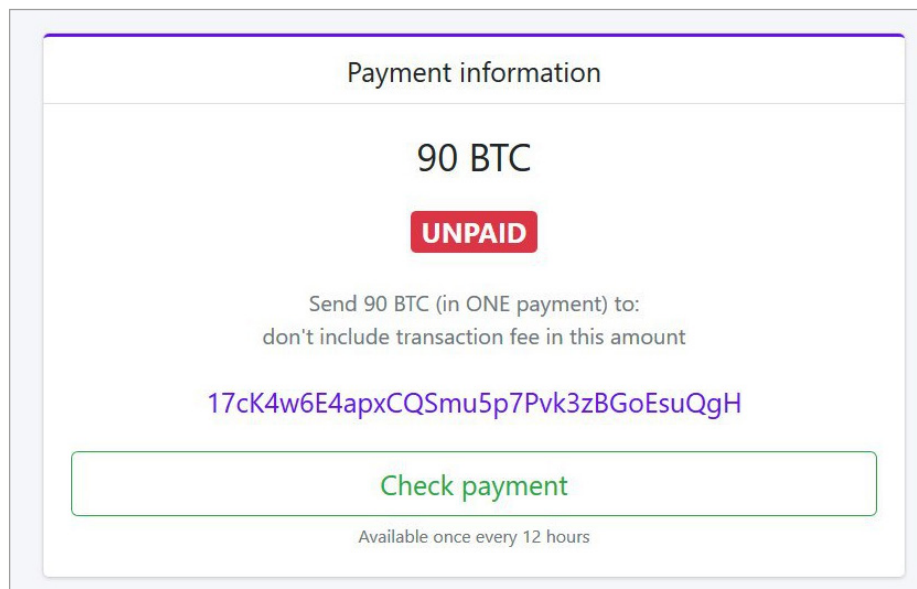 Payment information
90 BTC
UNPAID
Send 90 BTC (in ONE payment) to:
don't include transaction fee in this amount
17cK4w6E4apxCQSmu5p7Pvk3zBGoEsuQgH
Check payment
Available once every 12 hours